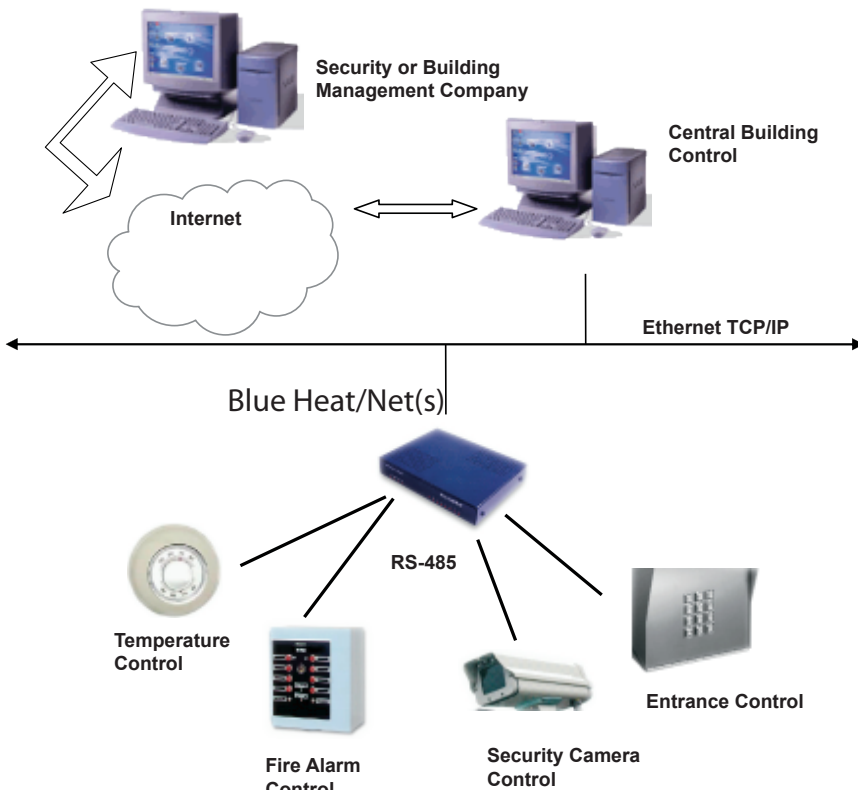 Security or Building
Management Company
Central Building
Control
Internet
Ethernet TCP/IP
Blue Heat/Net(s)
RS-485
Temperature
Control
Entrance Control
Security Camera
Control
Fire Alarm
Control